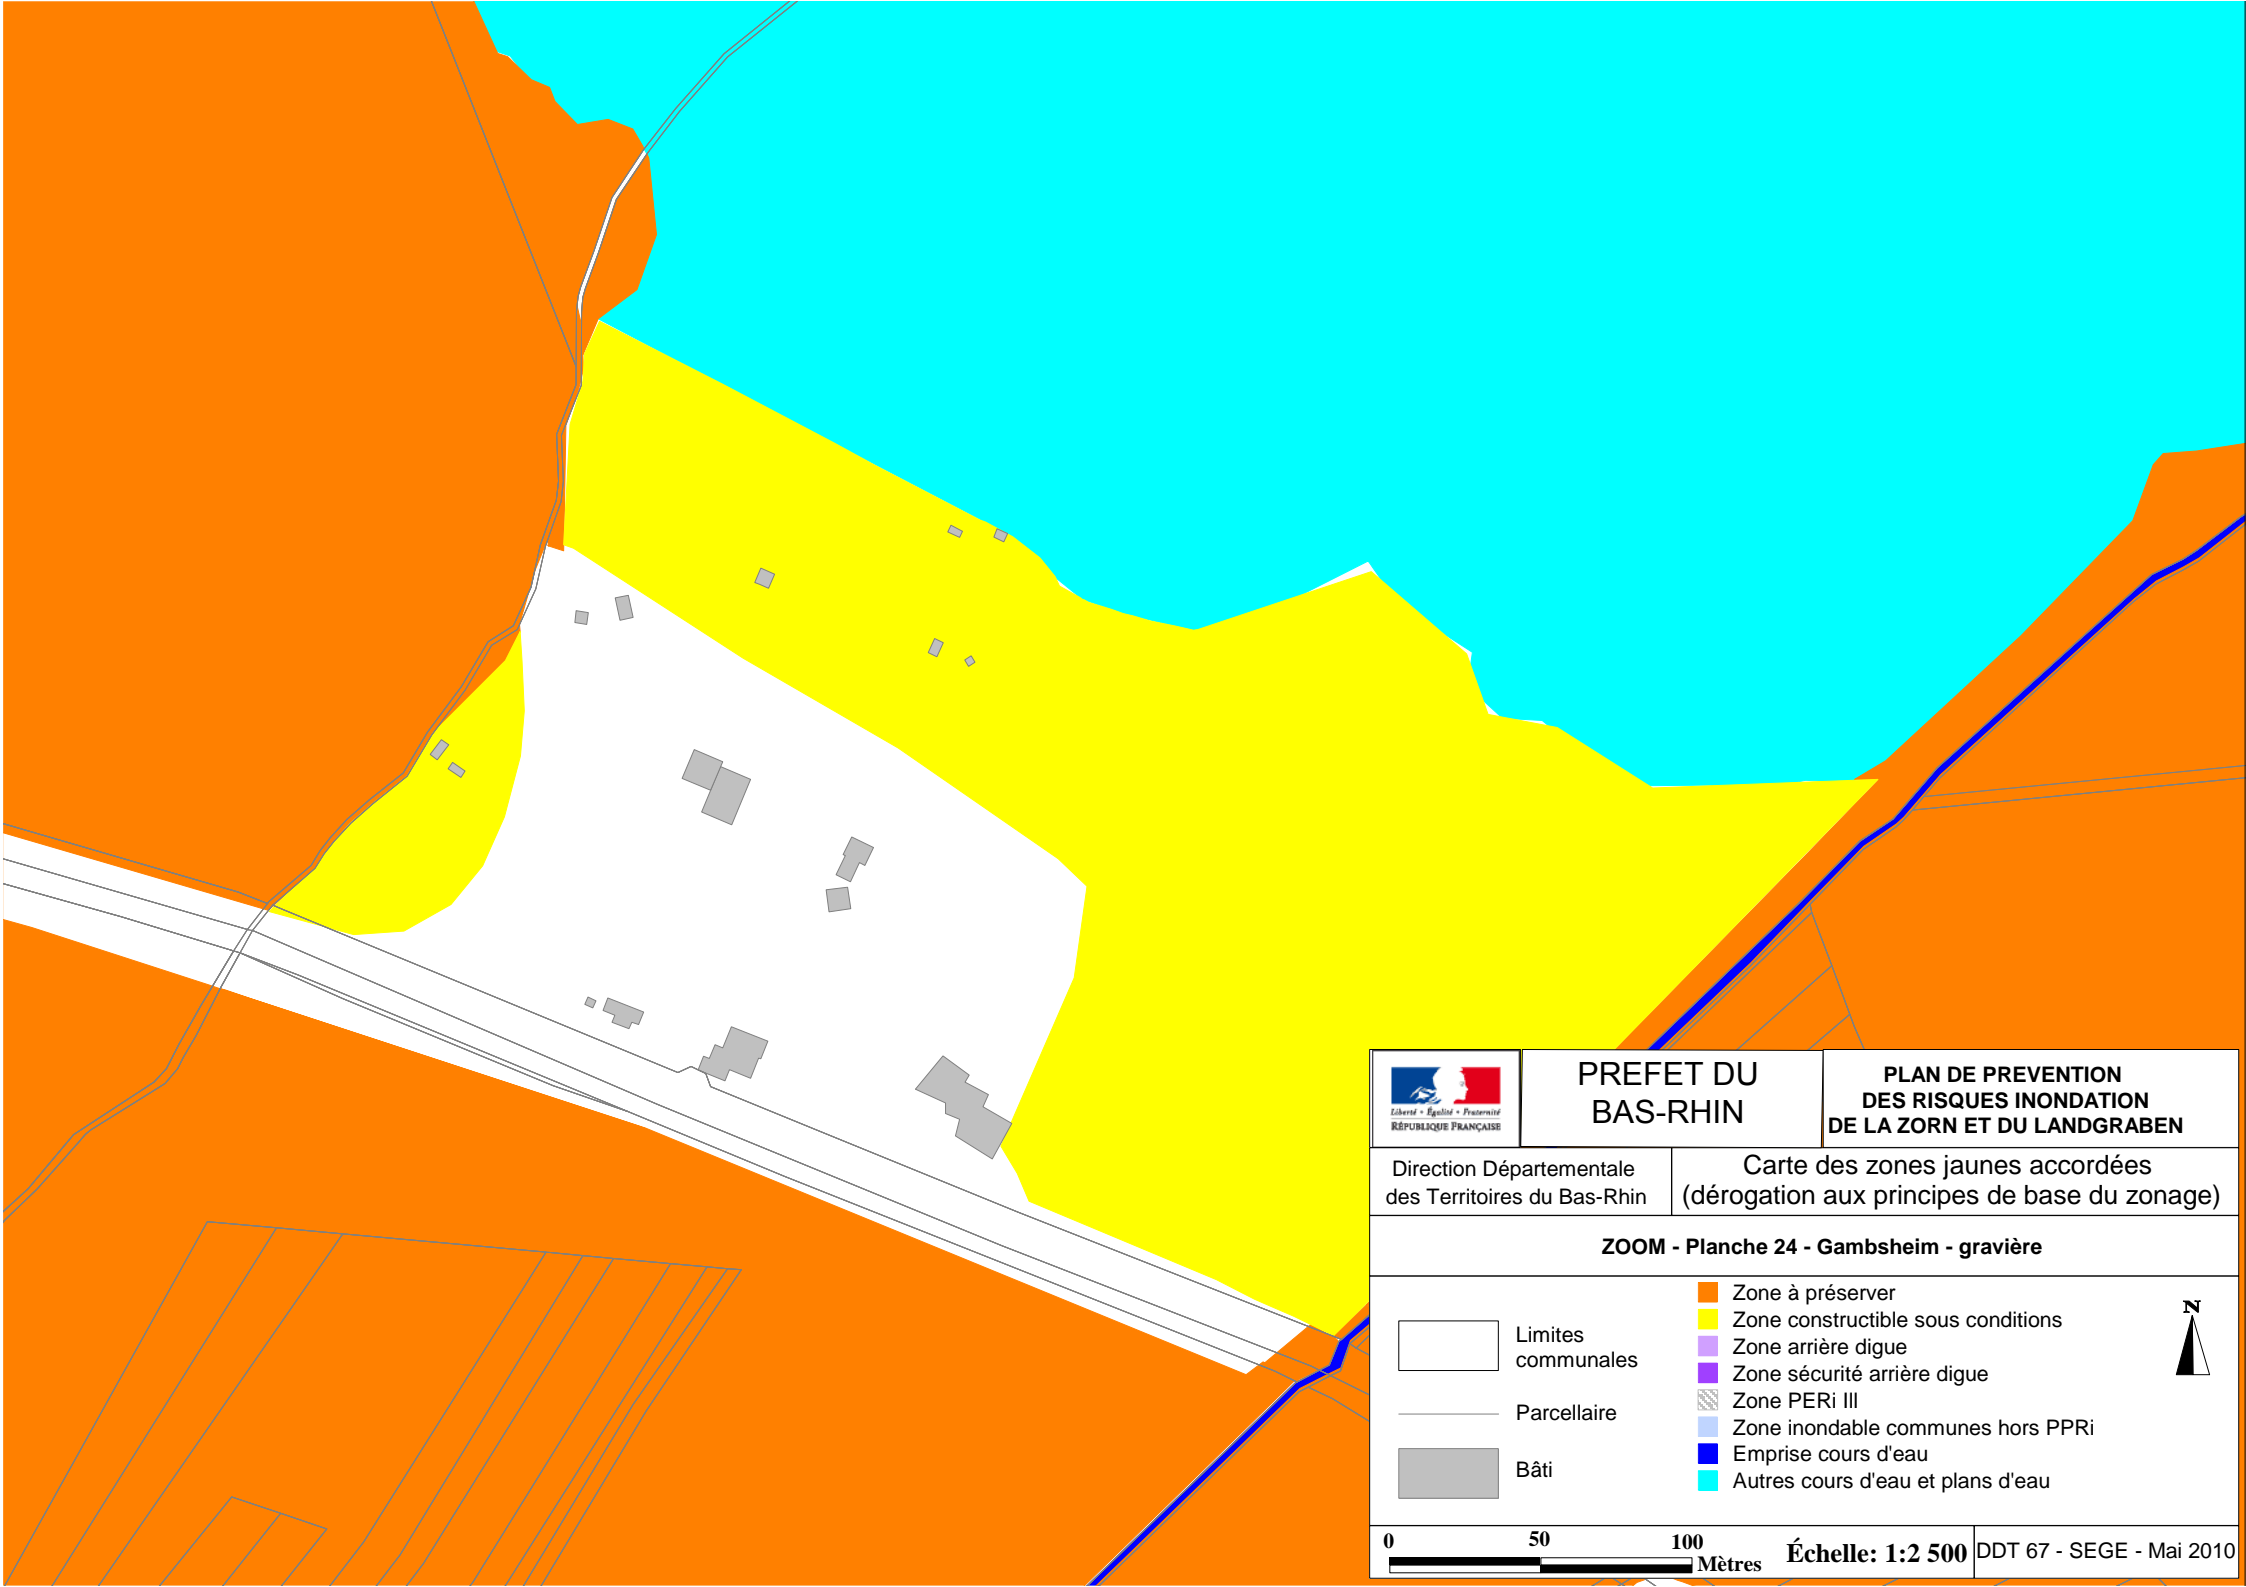 Liberté • Égalité • Fraternité
RÉPUBLIQUE FRANÇAISE
PREFET DU
BAS-RHIN
PLAN DE PREVENTION
DES RISQUES INONDATION
DE LA ZORN ET DU LANDGRABEN
Direction Départementale
des Territoires du Bas-Rhin
Carte des zones jaunes accordées
(dérogation aux principes de base du zonage)
ZOOM - Planche 24 - Gambsheim - gravière
Limites
communales
Parcellaire
Bâti
Zone à préserver
Zone constructible sous conditions
Zone arrière digue
Zone sécurité arrière digue
Zone PERi III
Zone inondable communes hors PPRi
Emprise cours d'eau
Autres cours d'eau et plans d'eau
N
0 50 100
Mètres
Échelle: 1:2 500
DDT 67 - SEGE - Mai 2010